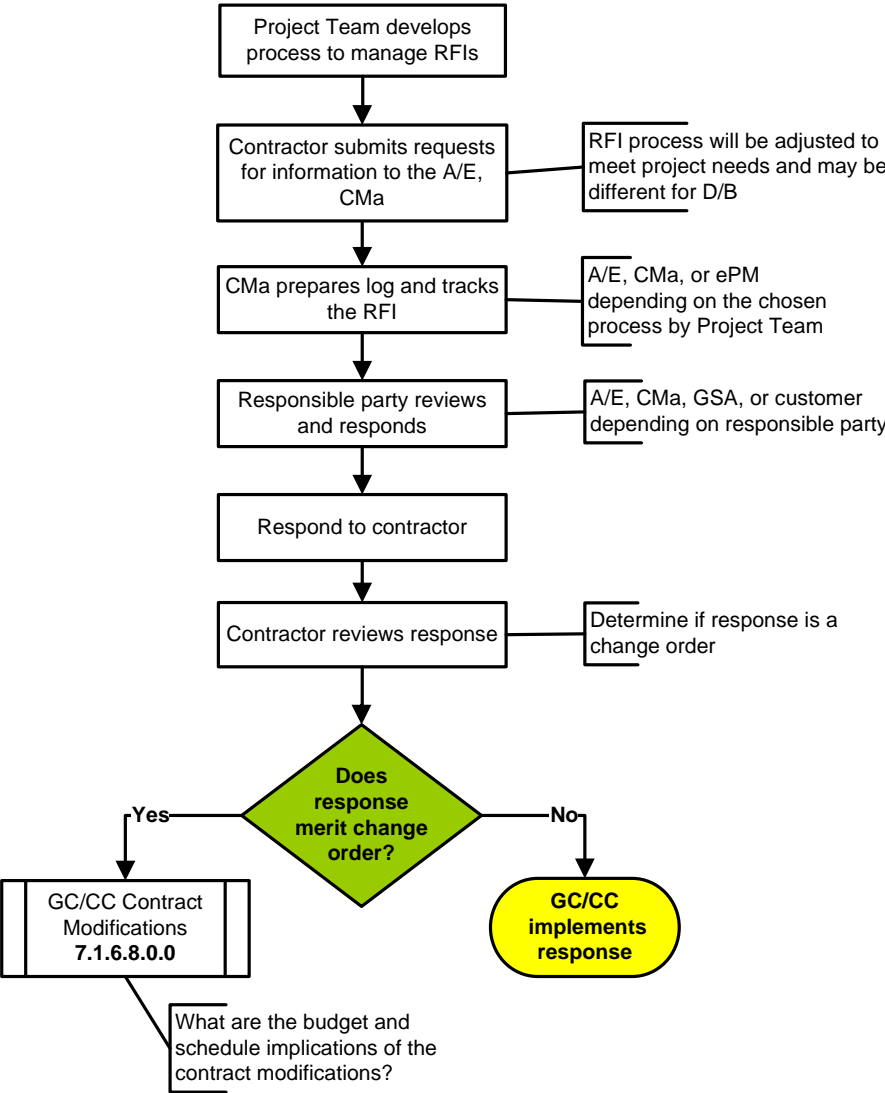 Project Team develops
process to manage RFIs
Contractor submits requests
for information to the A/E,
CMa
RFI process will be adjusted to
meet project needs and may be
different for D/B
CMa prepares log and tracks
the RFI
A/E, CMa, or ePM
depending on the chosen
process by Project Team
Responsible party reviews
and responds
A/E, CMa, GSA, or customer
depending on responsible party
Respond to contractor
Contractor reviews response
Determine if response is a
change order
Does
response
merit change
order?
Yes
No
GC/CC Contract
Modifications
7.1.6.8.0.0
GC/CC
implements
response
What are the budget and
schedule implications of the
contract modifications?